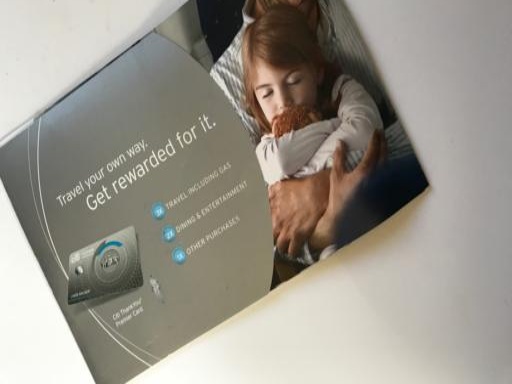 Travel your own way.
Get rewarded for it.
3X TRAVEL INCLUDING GAS
2X DINING & ENTERTAINMENT
1X OTHER PURCHASES
Citi ThankYou®
Premier Card